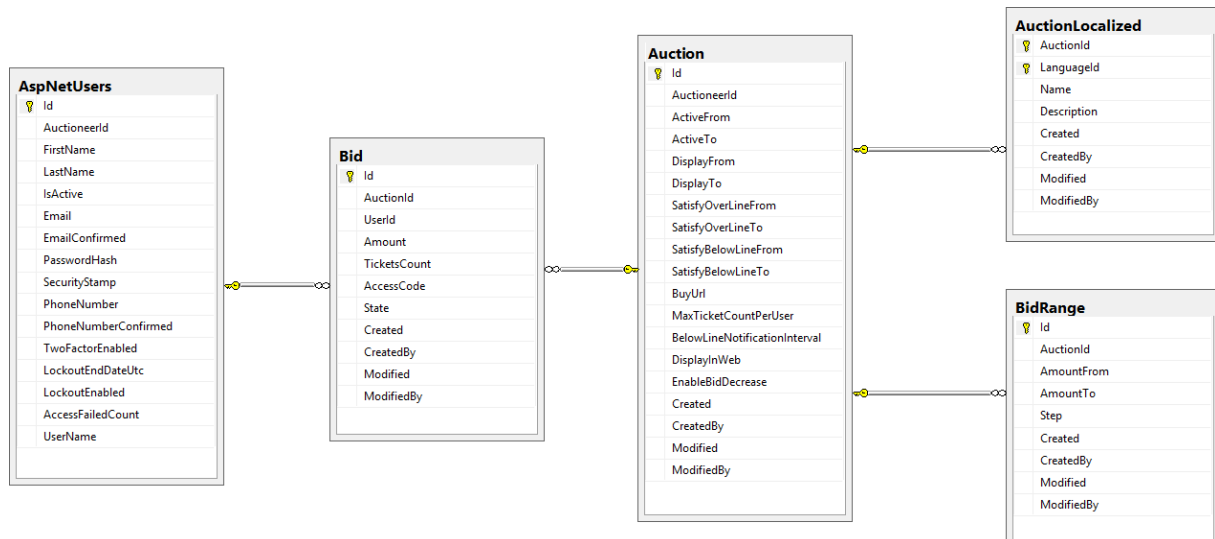 AspNetUsers
Id
AuctioneerId
FirstName
LastName
IsActive
Email
EmailConfirmed
PasswordHash
SecurityStamp
PhoneNumber
PhoneNumberConfirmed
TwoFactorEnabled
LockoutEndDateUtc
LockoutEnabled
AccessFailedCount
UserName
Bid
Id
AuctionId
UserId
Amount
TicketsCount
AccessCode
State
Created
CreatedBy
Modified
ModifiedBy
Auction
Id
AuctioneerId
ActiveFrom
ActiveTo
DisplayFrom
DisplayTo
SatisfyOverLineFrom
SatisfyOverLineTo
SatisfyBelowLineFrom
SatisfyBelowLineTo
BuyUrl
MaxTicketCountPerUser
BelowLineNotificationInterval
DisplayInWeb
EnableBidDecrease
Created
CreatedBy
Modified
ModifiedBy
AuctionLocalized
AuctionId
LanguageId
Name
Description
Created
CreatedBy
Modified
ModifiedBy
BidRange
Id
AuctionId
AmountFrom
AmountTo
Step
Created
CreatedBy
Modified
ModifiedBy